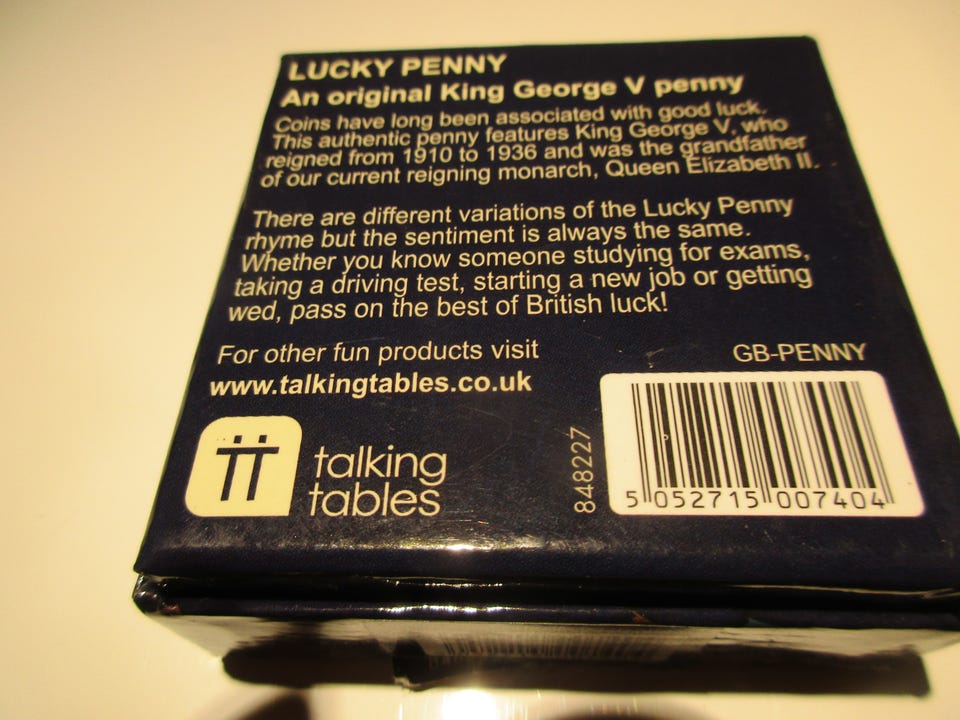 LUCKY PENNY
An original King George V penny
Coins have long been associated with good luck.
This authentic penny features King George V, who
reigned from 1910 to 1936 and was the grandfather
of our current reigning monarch, Queen Elizabeth II.
There are different variations of the Lucky Penny
rhyme but the sentiment is always the same.
Whether you know someone studying for exams,
taking a driving test, starting a new job or getting
wed, pass on the best of British luck!
For other fun products visit
www.talkingtables.co.uk
talking
tables
GB-PENNY
848227
5 052715 007404